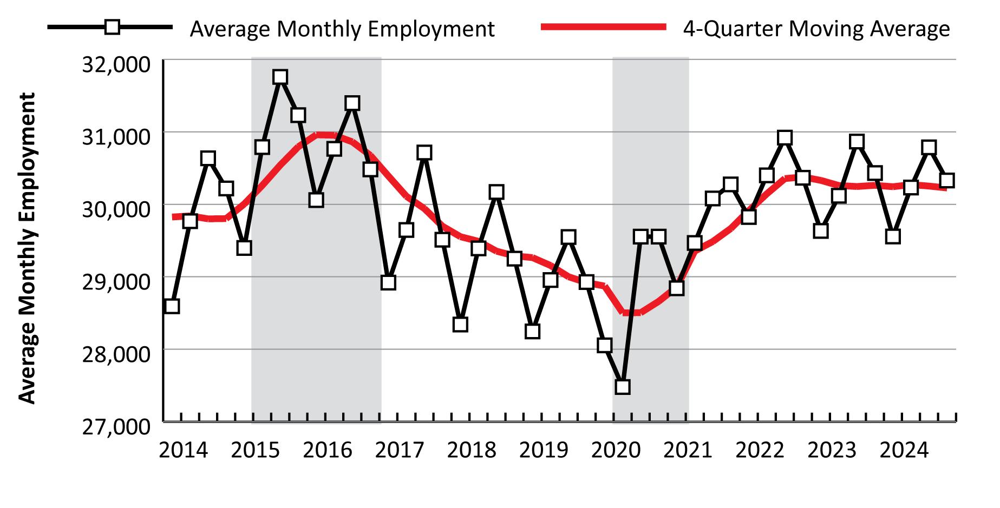 Average Monthly Employment
4-Quarter Moving Average
Average Monthly Employment
32,000
31,000
30,000
29,000
28,000
27,000
2014 2015 2016 2017 2018 2019 2020 2021 2022 2023 2024